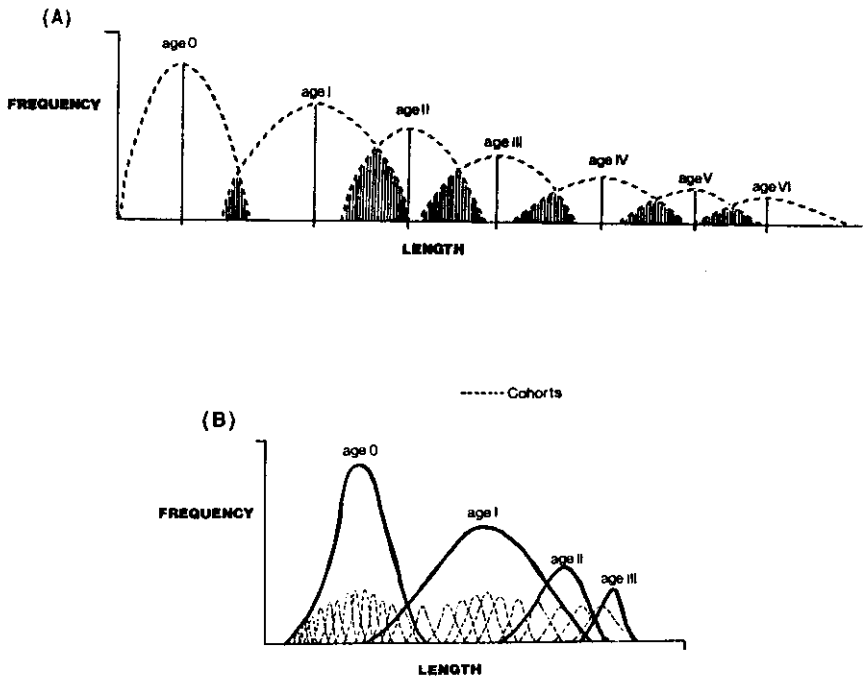 (A)
age 0
age I
age II
age III
age IV
age V
age VI
FREQUENCY
LENGTH
Cohorts
(B)
age 0
age I
age II
age III
FREQUENCY
LENGTH